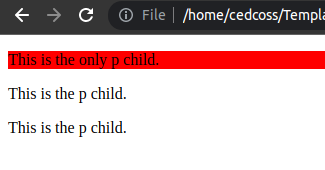 File
/home/cedcoss/Templa
This is the only p child.
This is the p child.
This is the p child.